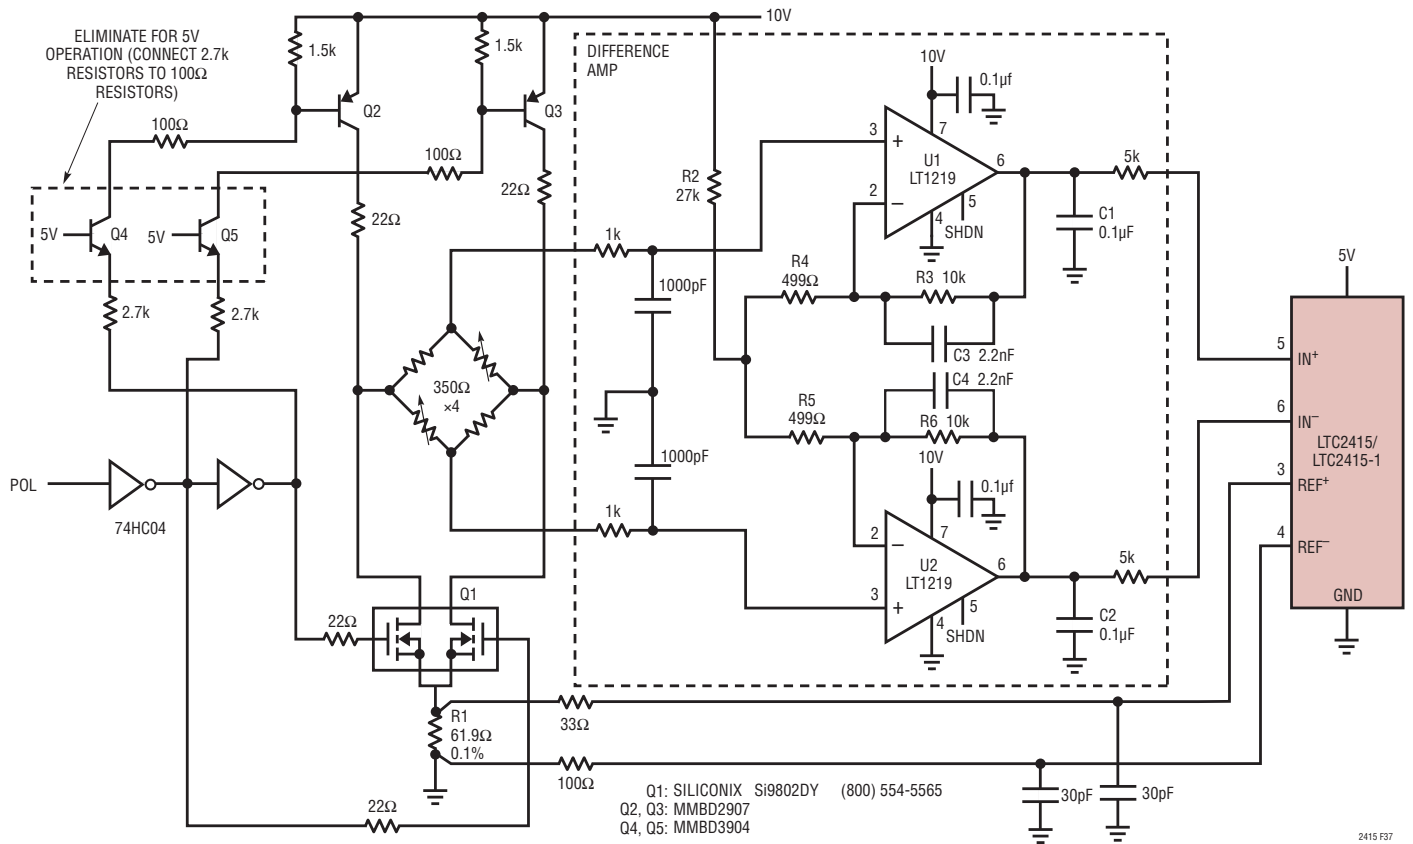 10V
ELIMINATE FOR 5V
OPERATION (CONNECT 2.7k
RESISTORS TO 100Ω
RESISTORS)
1.5k
1.5k
Q2
Q3
100Ω
100Ω
22Ω
22Ω
5V
Q4
5V
Q5
2.7k
2.7k
DIFFERENCE
AMP
R2
27k
10V
0.1µf
3
+
7
U1
LT1219
6
2
–
4
5
SHDN
5k
C1
0.1µF
1k
1000pF
R4
499Ω
R3 10k
C3 2.2nF
350Ω
×4
C4 2.2nF
R5
499Ω
R6 10k
1000pF
10V
0.1µf
1k
2
–
7
U2
LT1219
6
3
+
4
5
SHDN
5k
C2
0.1µF
5V
5
IN+
6
IN–
LTC2415/
LTC2415-1
3
REF+
4
REF–
GND
POL
74HC04
Q1
22Ω
R1
61.9Ω
0.1%
33Ω
100Ω
22Ω
30pF
30pF
Q1: SILICONIX Si9802DY (800) 554-5565
Q2, Q3: MMBD2907
Q4, Q5: MMBD3904
2415 F37